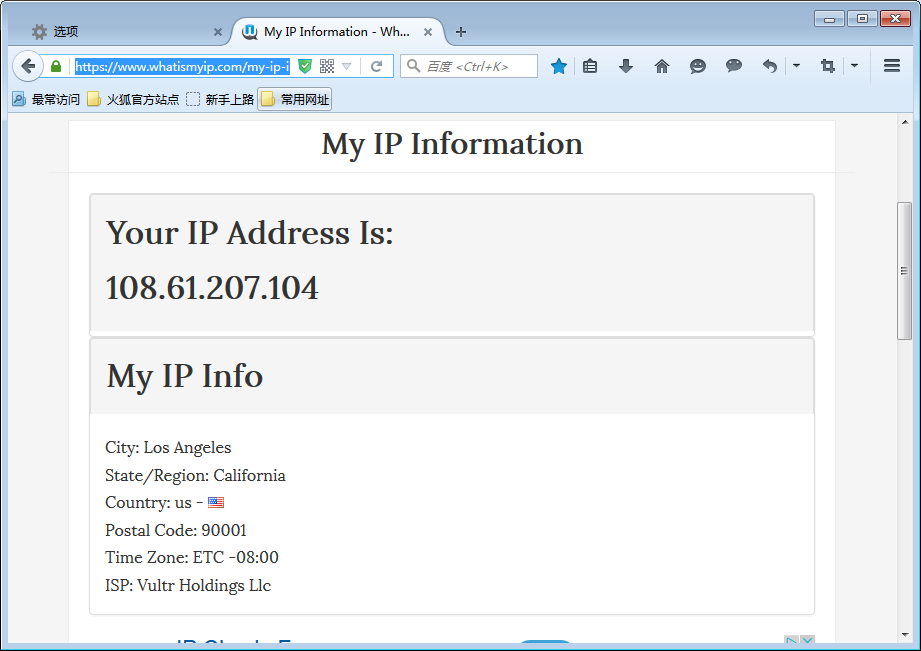 选项
My IP Information - Wh...
https://www.whatismyip.com/my-ip-i
百度 <Ctrl+K>
最常访问 火狐官方站点 新手上路 常用网址
My IP Information
Your IP Address Is:
108.61.207.104
My IP Info
City: Los Angeles
State/Region: California
Country: us -
Postal Code: 90001
Time Zone: ETC -08:00
ISP: Vultr Holdings Llc